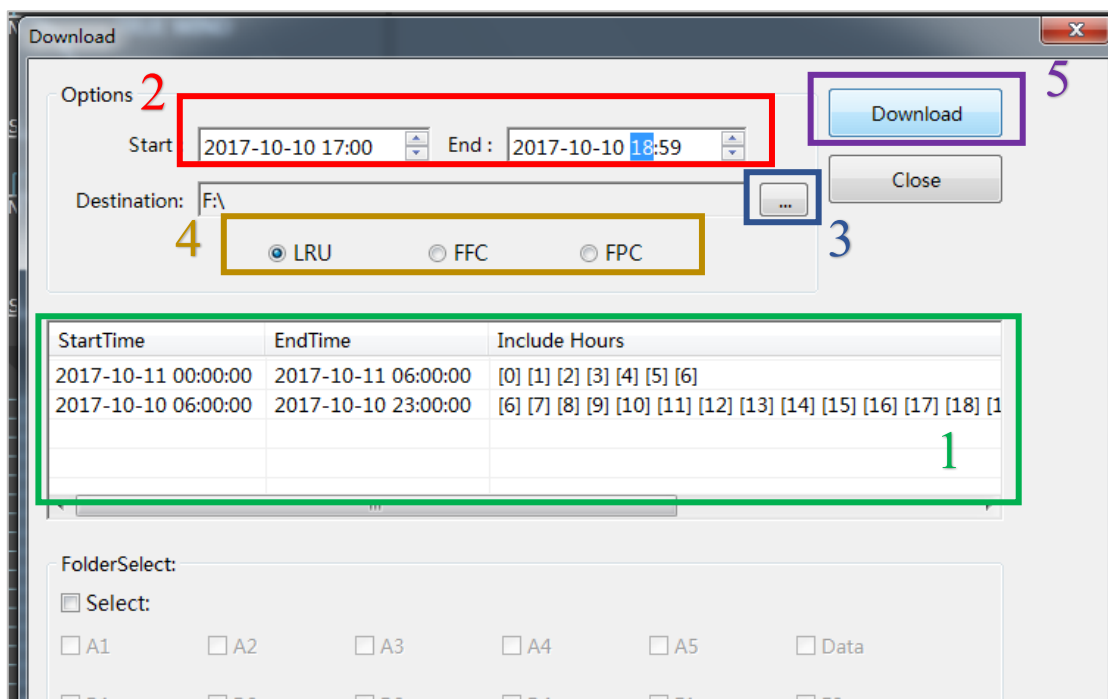 Download
Options 2
5
Download
Start : 2017-10-10 17:00 End : 2017-10-10 18:59
Close
Destination: F:\ ...
3
4
LRU FFC FPC
StartTime EndTime Include Hours
2017-10-11 00:00:00 2017-10-11 06:00:00 [0] [1] [2] [3] [4] [5] [6]
2017-10-10 06:00:00 2017-10-10 23:00:00 [6] [7] [8] [9] [10] [11] [12] [13] [14] [15] [16] [17] [18] [1
1
FolderSelect:
Select:
A1 A2 A3 A4 A5 Data